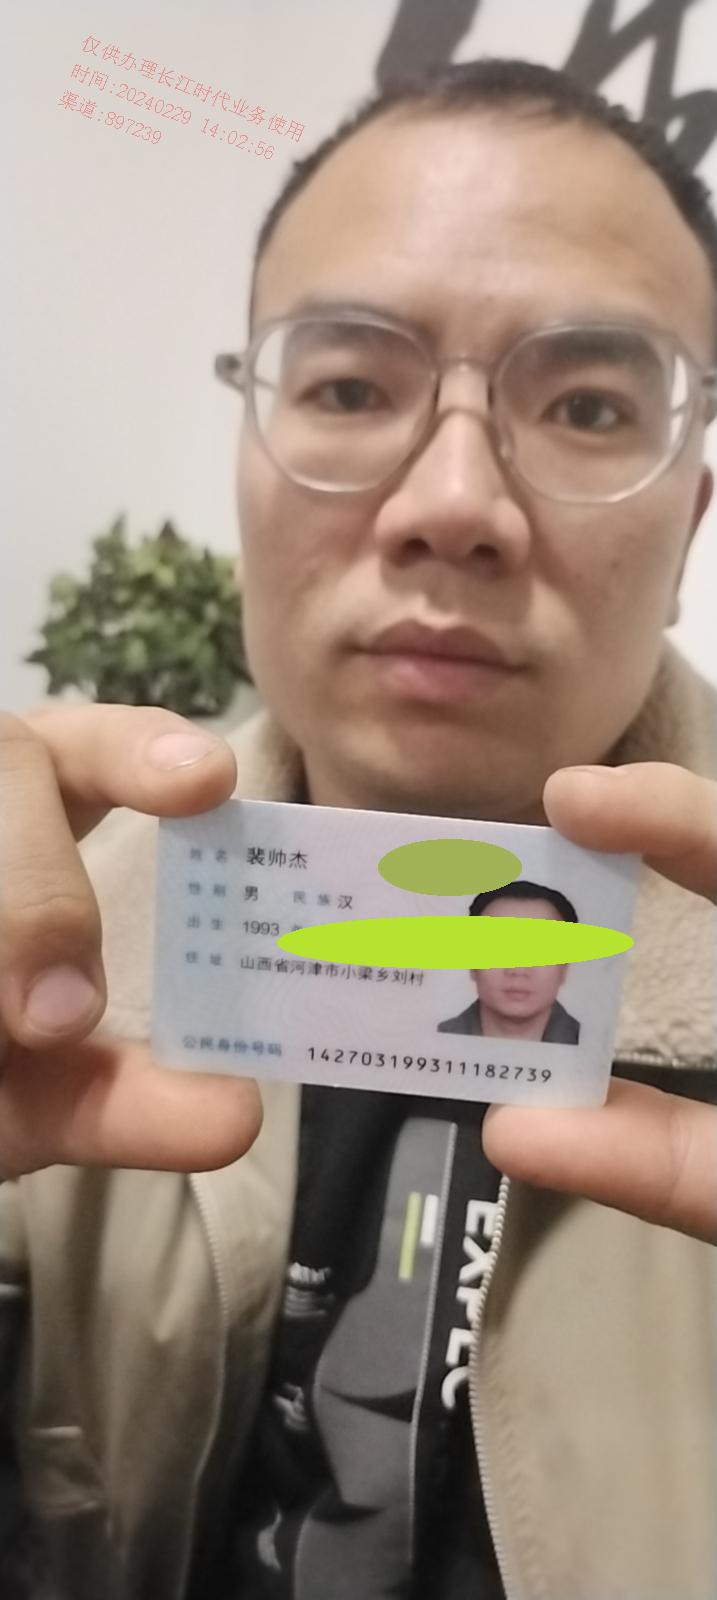 仅供办理长江时代业务使用
时间:20240229 14:02:56
渠道:897239
姓名 裴帅杰
性别 男 民族 汉
出生 1993
住址 山西省河津市小梁乡刘村
公民身份号码 142703199311182739
EXPEC